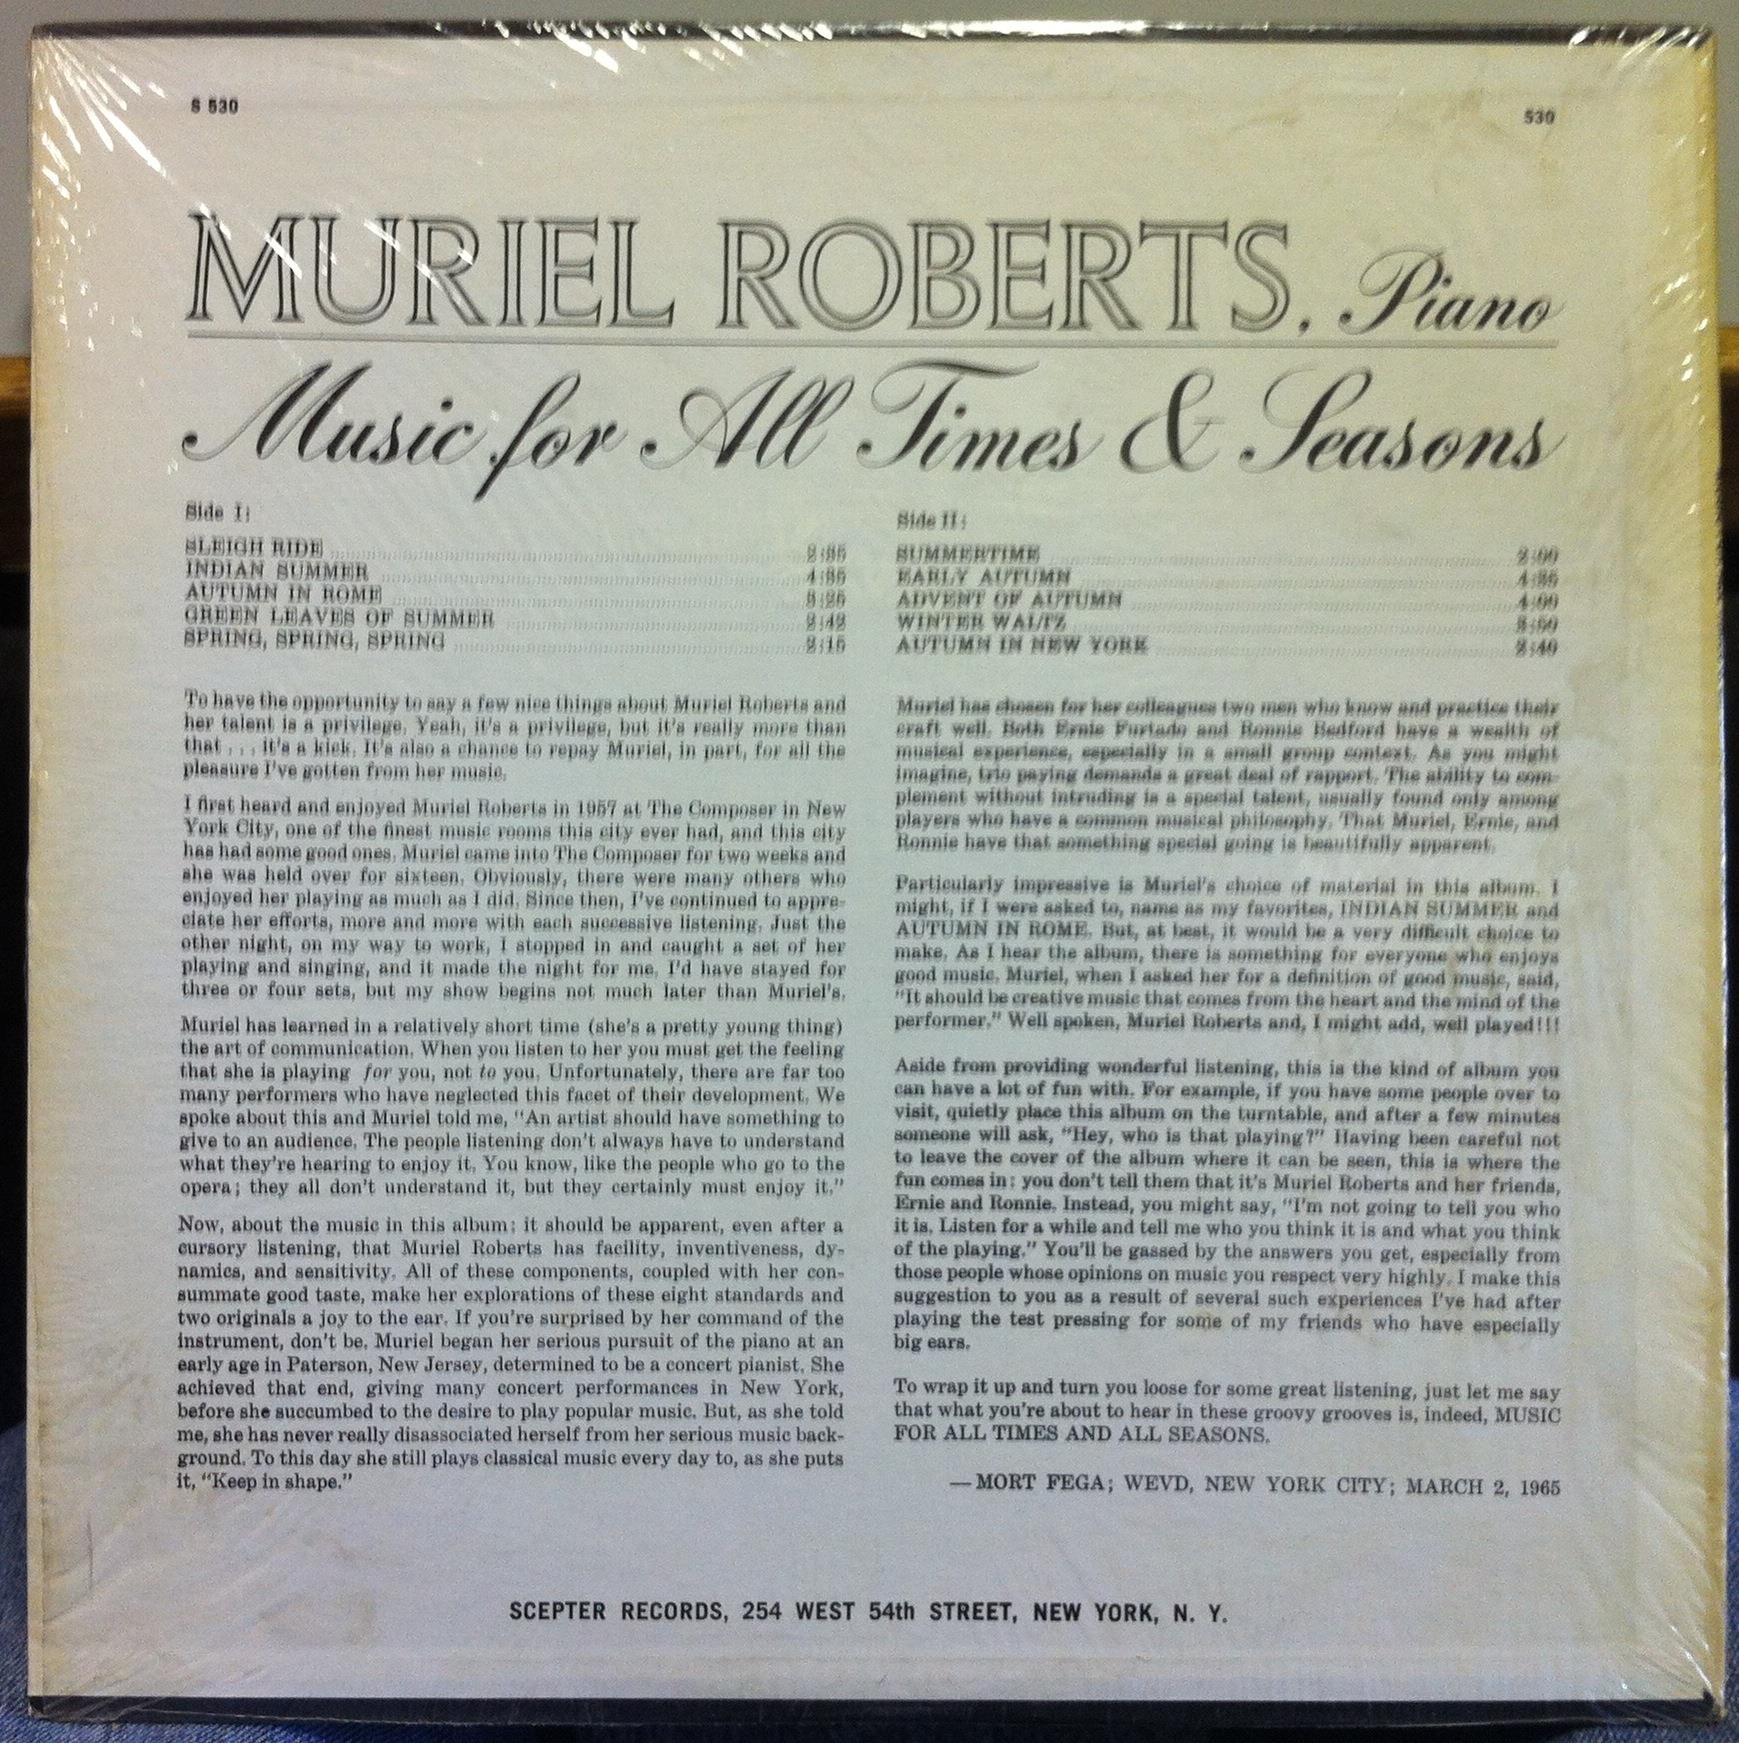 S 530
530
MURIEL ROBERTS, Piano
Music for All Times & Seasons
Side I:
SLEIGH RIDE
INDIAN SUMMER
AUTUMN IN ROME
GREEN LEAVES OF SUMMER 2:42
SPRING, SPRING, SPRING 2:15
Side II:
SUMMERTIME
EARLY AUTUMN
ADVENT OF AUTUMN
WINTER WALTZ
AUTUMN IN NEW YORK 2:40
To have the opportunity to say a few nice things about Muriel Roberts and
her talent is a privilege. Yeah, it's a privilege, but it's really more than
that . . . it's a kick. It's also a chance to repay Muriel, in part, for all the
pleasure I've gotten from her music.
I first heard and enjoyed Muriel Roberts in 1957 at The Composer in New
York City, one of the finest music rooms this city ever had, and this city
has had some good ones. Muriel came into The Composer for two weeks and
she was held over for sixteen. Obviously, there were many others who
enjoyed her playing as much as I did. Since then, I've continued to appre-
ciate her efforts, more and more with each successive listening. Just the
other night, on my way to work, I stopped in and caught a set of her
playing and singing, and it made the night for me. I'd have stayed for
three or four sets, but my show begins not much later than Muriel's.
Muriel has learned in a relatively short time (she's a pretty young thing)
the art of communication. When you listen to her you must get the feeling
that she is playing for you, not to you. Unfortunately, there are far too
many performers who have neglected this facet of their development. We
spoke about this and Muriel told me, "An artist should have something to
give to an audience. The people listening don't always have to understand
what they're hearing to enjoy it. You know, like the people who go to the
opera; they all don't understand it, but they certainly must enjoy it."
Now, about the music in this album; it should be apparent, even after a
cursory listening, that Muriel Roberts has facility, inventiveness, dy-
namics, and sensitivity. All of these components, coupled with her con-
summate good taste, make her explorations of these eight standards and
two originals a joy to the ear. If you're surprised by her command of the
instrument, don't be. Muriel began her serious pursuit of the piano at an
early age in Paterson, New Jersey, determined to be a concert pianist. She
achieved that end, giving many concert performances in New York,
before she succumbed to the desire to play popular music. But, as she told
me, she has never really disassociated herself from her serious music back-
ground. To this day she still plays classical music every day to, as she puts
it, "Keep in shape."
Muriel has chosen for her colleagues two men who know and practice their
craft well. Both Ernie Furtado and Ronnie Bedford have a wealth of
musical experience, especially in a small group context. As you might
imagine, trio paying demands a great deal of rapport. The ability to com-
plement without intruding is a special talent, usually found only among
players who have a common musical philosophy. That Muriel, Ernie, and
Ronnie have that something special going is beautifully apparent.
Particularly impressive is Muriel's choice of material in this album. I
might, if I were asked to, name as my favorites, INDIAN SUMMER and
AUTUMN IN ROME. But, at best, it would be a very difficult choice to
make. As I hear the album, there is something for everyone who enjoys
good music. Muriel, when I asked her for a definition of good music, said,
"It should be creative music that comes from the heart and the mind of the
performer." Well spoken, Muriel Roberts and, I might add, well played!!!
Aside from providing wonderful listening, this is the kind of album you
can have a lot of fun with. For example, if you have some people over to
visit, quietly place this album on the turntable, and after a few minutes
someone will ask, "Hey, who is that playing?" Having been careful not
to leave the cover of the album where it can be seen, this is where the
fun comes in: you don't tell them that it's Muriel Roberts and her friends,
Ernie and Ronnie. Instead, you might say, "I'm not going to tell you who
it is. Listen for a while and tell me who you think it is and what you think
of the playing." You'll be gassed by the answers you get, especially from
those people whose opinions on music you respect very highly. I make this
suggestion to you as a result of several such experiences I've had after
playing the test pressing for some of my friends who have especially
big ears.
To wrap it up and turn you loose for some great listening, just let me say
that what you're about to hear in these groovy grooves is, indeed, MUSIC
FOR ALL TIMES AND ALL SEASONS.
—MORT FEGA; WEVD, NEW YORK CITY; MARCH 2, 1965
SCEPTER RECORDS, 254 WEST 54th STREET, NEW YORK, N. Y.